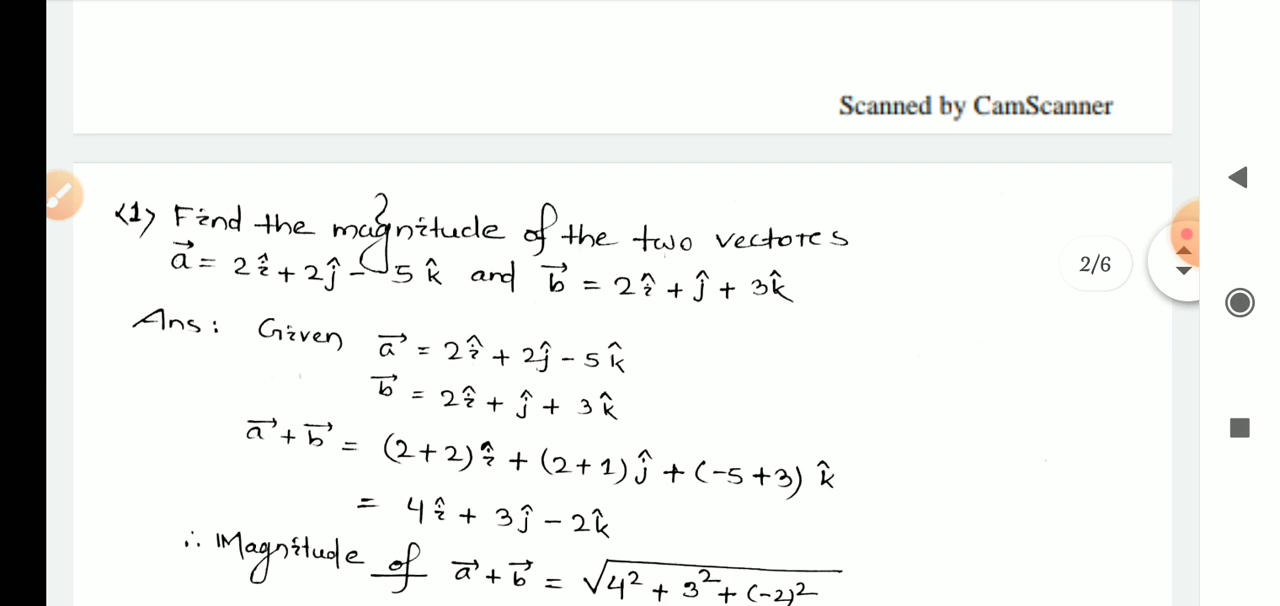 Scanned by CamScanner
<1> Find the magnitude of the two vectores
2/6
a⃗ = 2î + 2ĵ - 5k̂ and b⃗ = 2î + ĵ + 3k̂
Ans: Given a⃗ = 2î + 2ĵ - 5k̂
b⃗ = 2î + ĵ + 3k̂
a⃗ + b⃗ = (2+2)î + (2+1)ĵ + (-5+3)k̂
= 4î + 3ĵ - 2k̂
∴ Magnitude of a⃗ + b⃗ = √4² + 3² + (-2)²